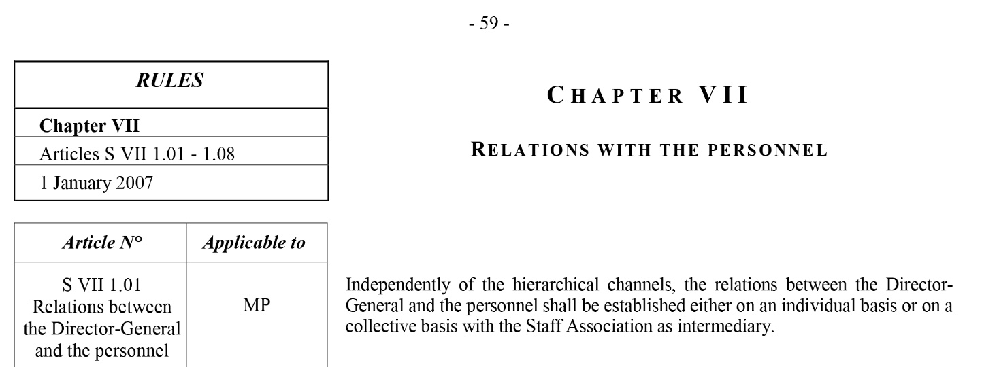 - 59 -
RULES
Chapter VII
Articles S VII 1.01 - 1.08
1 January 2007
CHAPTER VII
RELATIONS WITH THE PERSONNEL
Article N°
Applicable to
S VII 1.01
Relations between
the Director-General
and the personnel
MP
Independently of the hierarchical channels, the relations between the Director-
General and the personnel shall be established either on an individual basis or on a
collective basis with the Staff Association as intermediary.